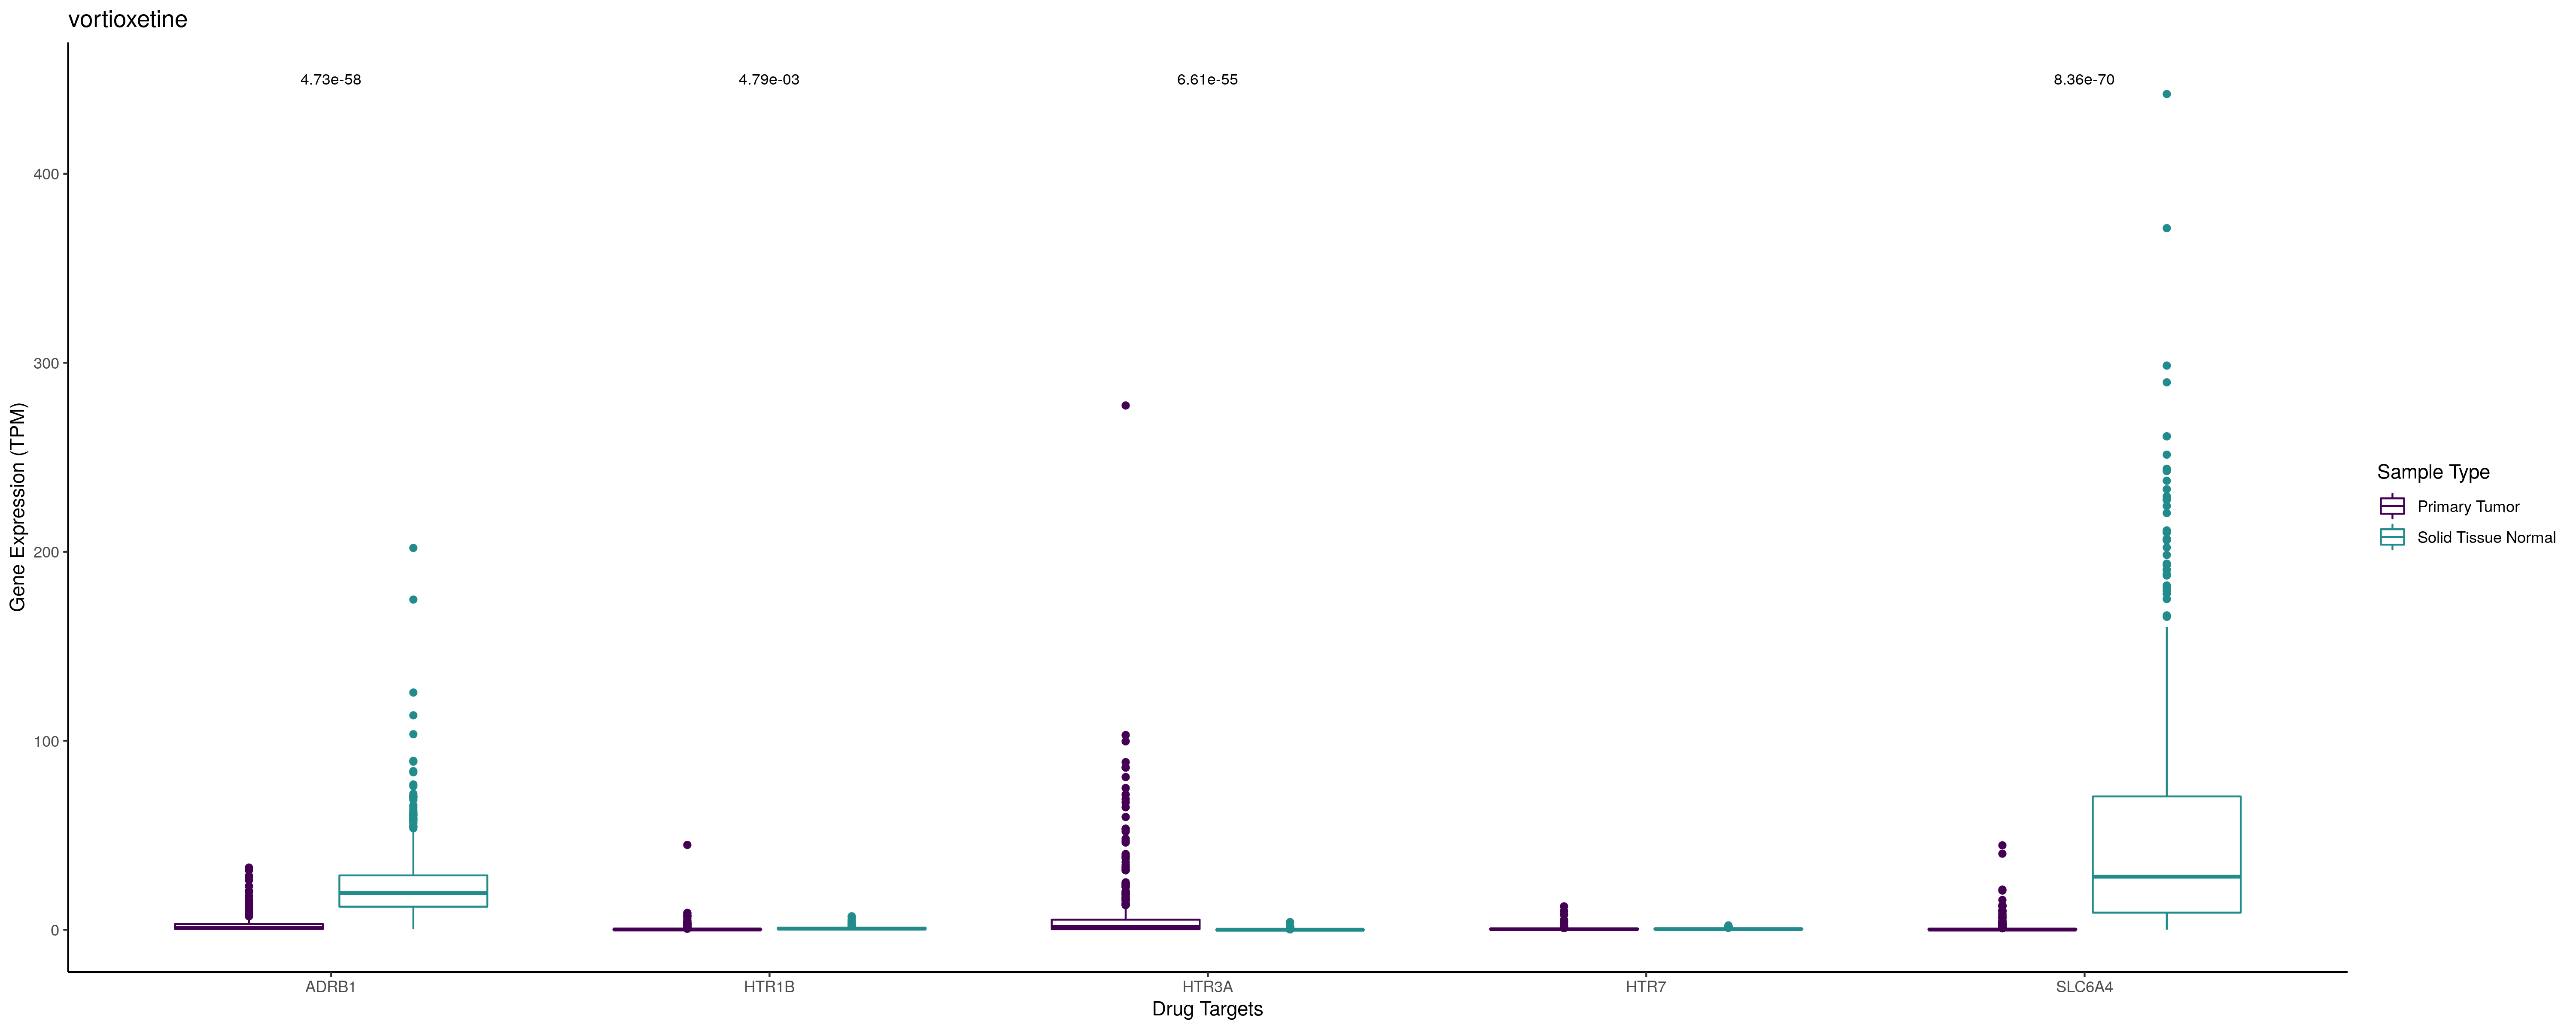 vortioxetine
4.73e-58
4.79e-03
6.61e-55
8.36e-70
400
300
200
100
0
Gene Expression (TPM)
ADRB1
HTR1B
HTR3A
HTR7
SLC6A4
Drug Targets
Sample Type
Primary Tumor
Solid Tissue Normal